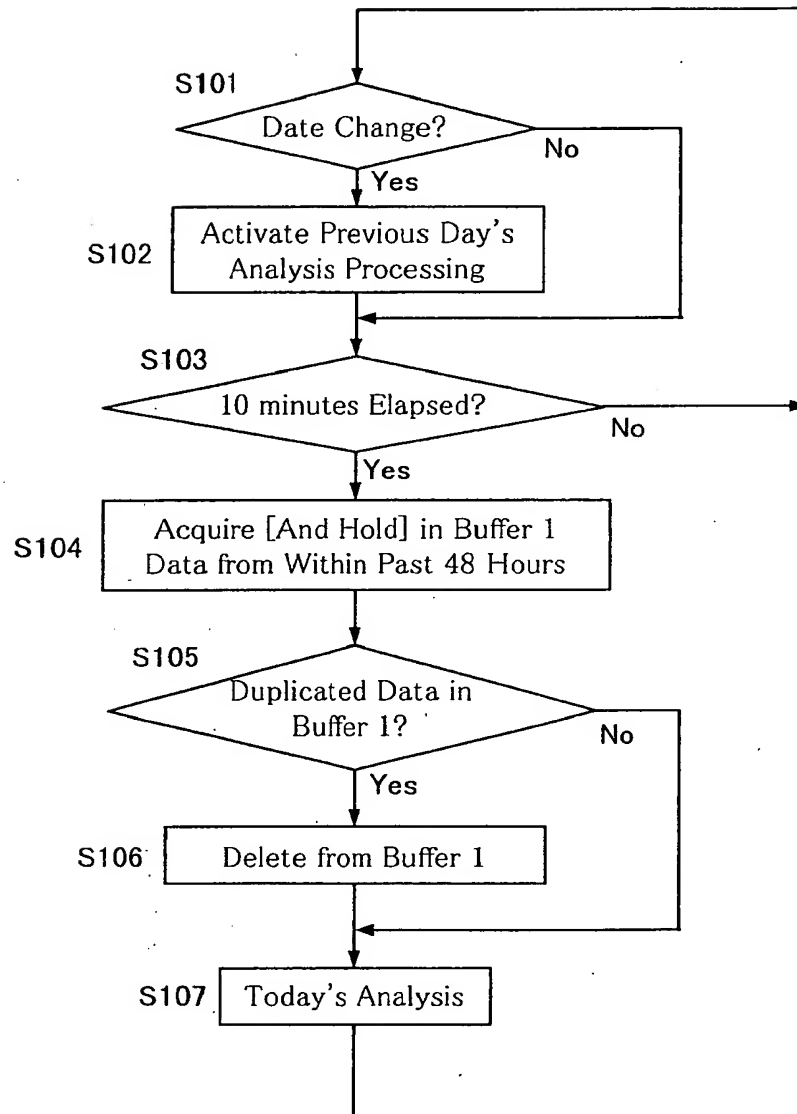 S101
Date Change?
No
Yes
S102
Activate Previous Day's
Analysis Processing
S103
10 minutes Elapsed?
No
Yes
S104
Acquire [And Hold] in Buffer 1
Data from Within Past 48 Hours
S105
Duplicated Data in
Buffer 1?
No
Yes
S106
Delete from Buffer 1
S107
Today's Analysis